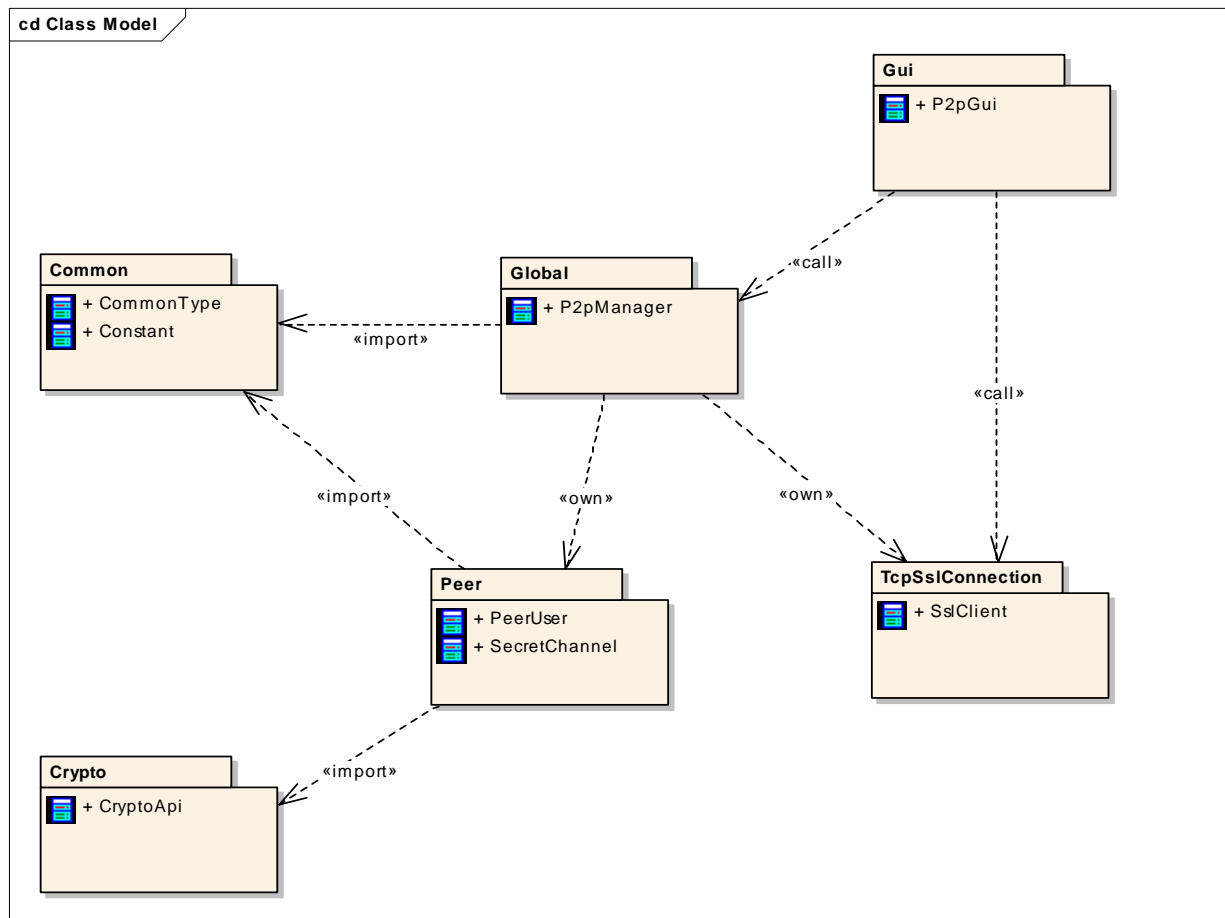 cd Class Model
Gui
+ P2pGui
«call»
Common
+ CommonType
+ Constant
Global
+ P2pManager
«import»
«call»
«import»
«own»
«own»
Peer
+ PeerUser
+ SecretChannel
TcpSslConnection
+ SslClient
Crypto
+ CryptoApi
«import»